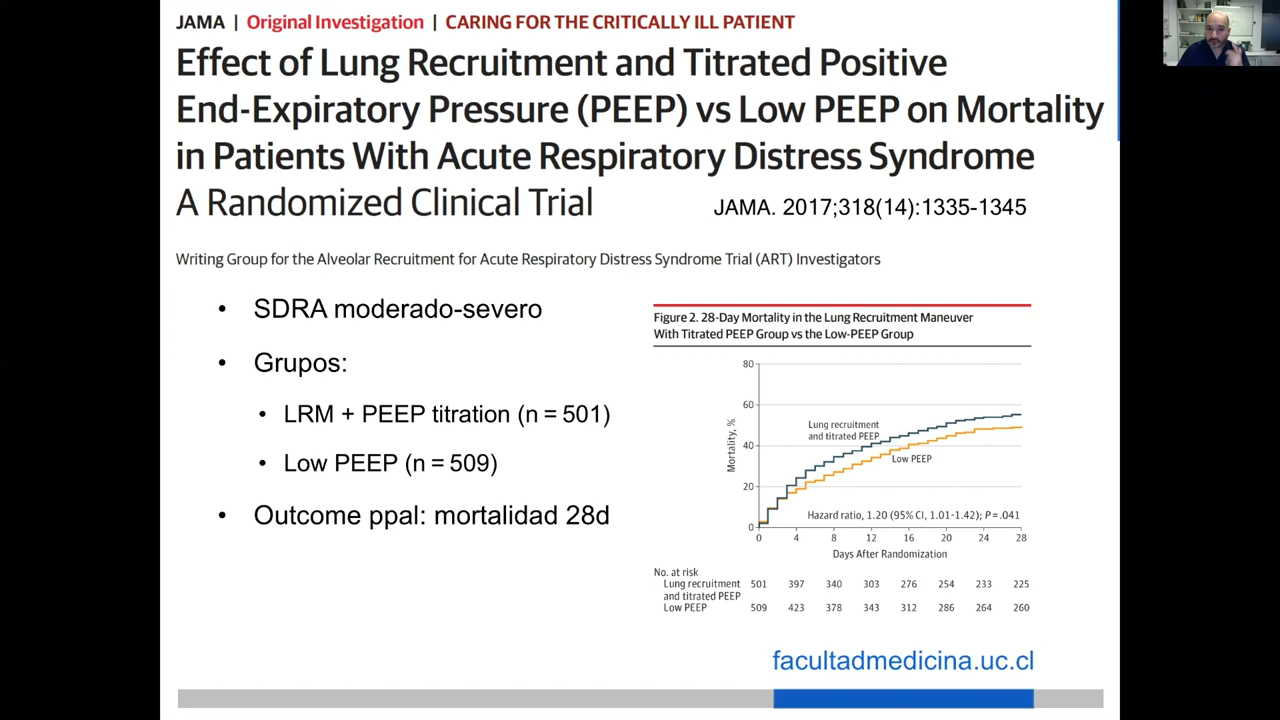 JAMA | Original Investigation | CARING FOR THE CRITICALLY ILL PATIENT
Effect of Lung Recruitment and Titrated Positive
End-Expiratory Pressure (PEEP) vs Low PEEP on Mortality
in Patients With Acute Respiratory Distress Syndrome
A Randomized Clinical Trial
JAMA. 2017;318(14):1335-1345
Writing Group for the Alveolar Recruitment for Acute Respiratory Distress Syndrome Trial (ART) Investigators
• SDRA moderado-severo
• Grupos:
• LRM + PEEP titration (n = 501)
• Low PEEP (n = 509)
• Outcome ppal: mortalidad 28d
Figure 2. 28-Day Mortality in the Lung Recruitment Maneuver
With Titrated PEEP Group vs the Low-PEEP Group
80
60
40
20
0
Mortality, %
Lung recruitment
and titrated PEEP
Low PEEP
Hazard ratio, 1.20 (95% CI, 1.01-1.42); P = .041
0 4 8 12 16 20 24 28
Days After Randomization
No. at risk
Lung recruitment 501 397 340 303 276 254 233 225
and titrated PEEP
Low PEEP 509 423 378 343 312 286 264 260
facultadmedicina.uc.cl